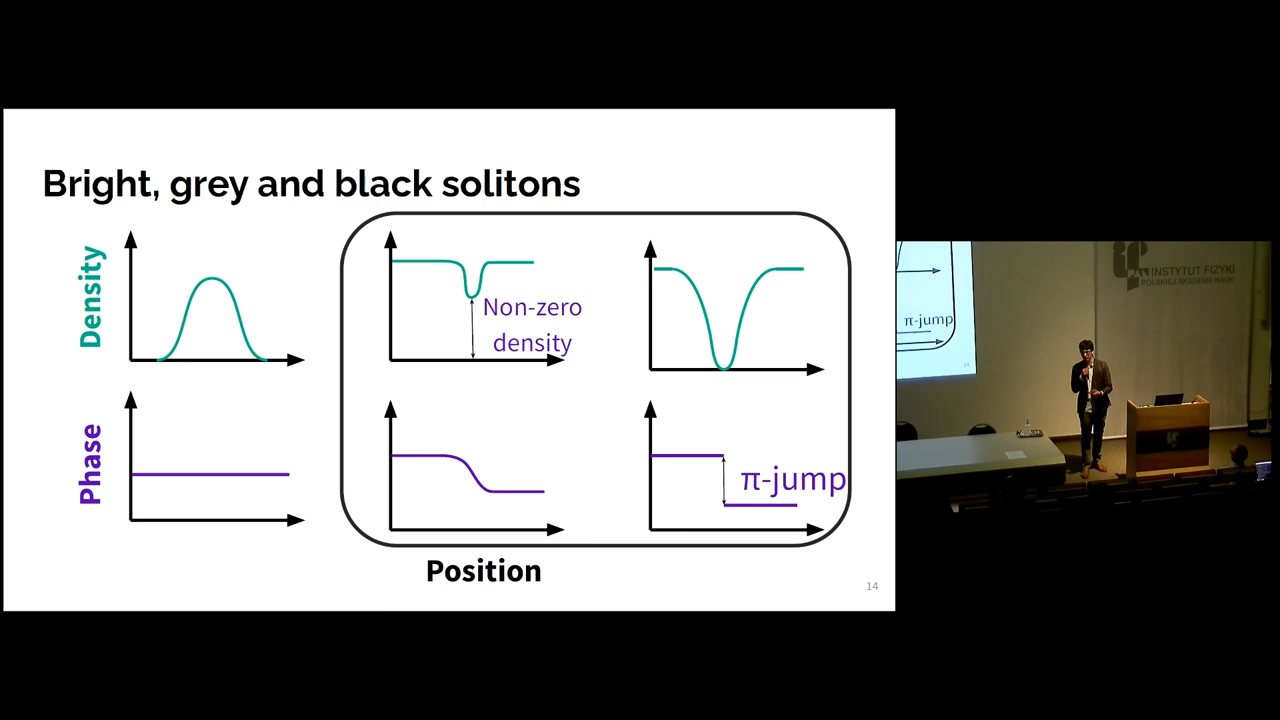 Bright, grey and black solitons
Density
Non-zero
density
Phase
π-jump
Position
14
INSTYTUT FIZYKI
POLSKIEJ AKADEMII NAUK
π-jump